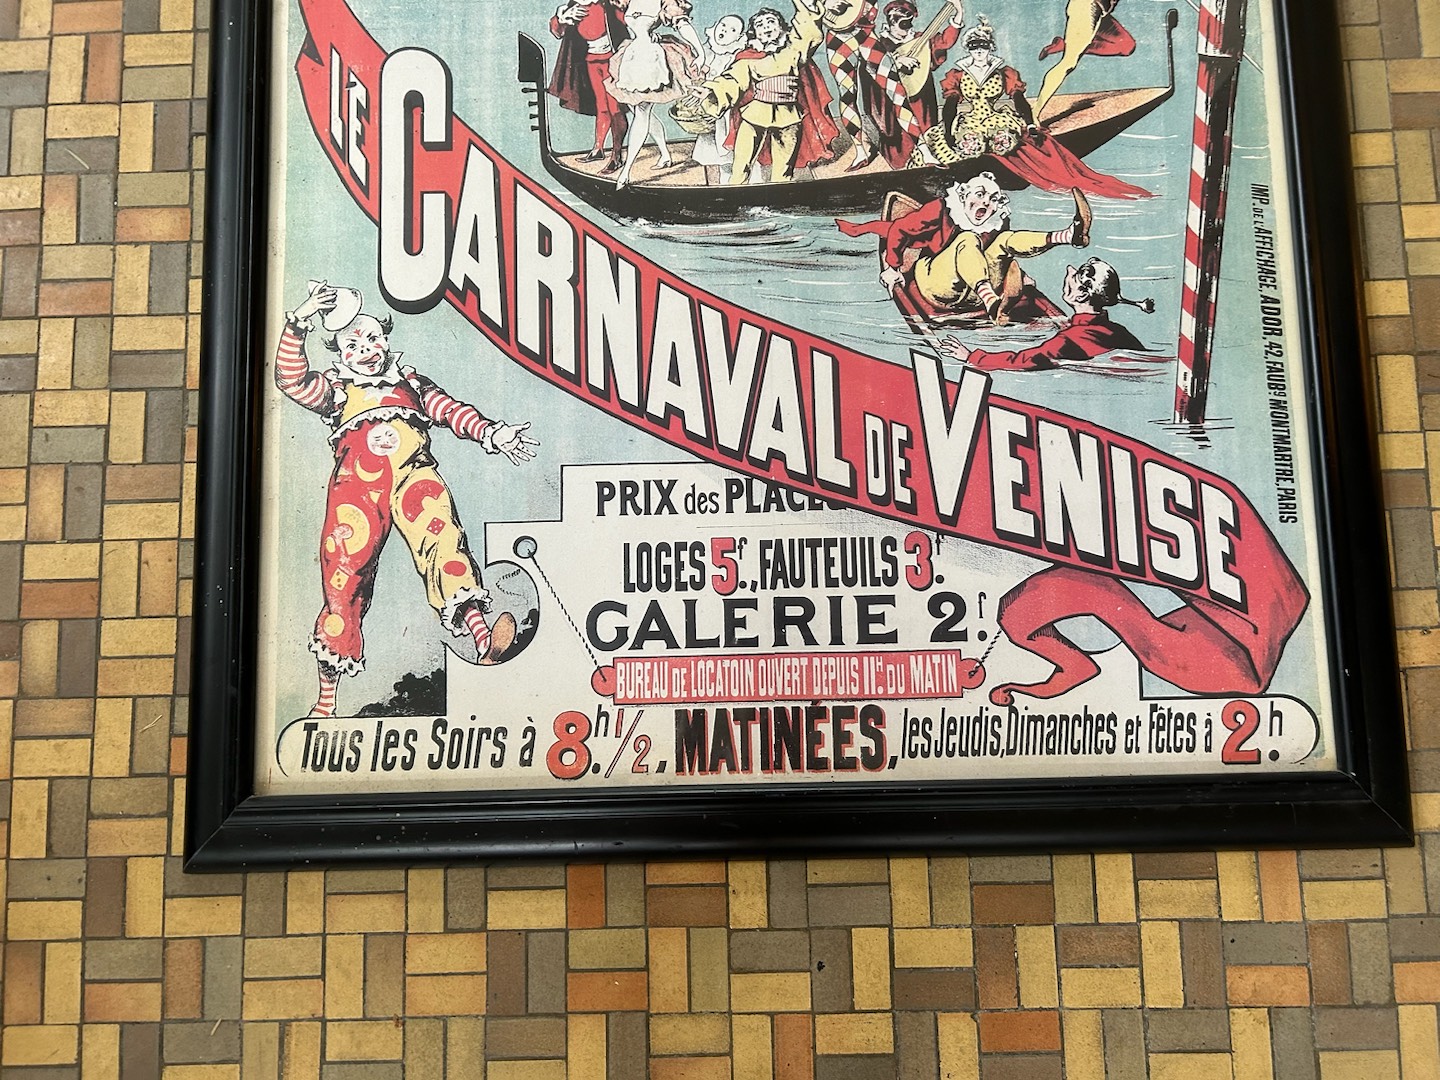 LE CARNAVAL DE VENISE
PRIX des PLACES
LOGES 5f., FAUTEUILS 3f.
GALERIE 2f.
BUREAU DE LOCATOIN OUVERT DEPUIS 11H. DU MATIN
Tous les Soirs à 8h.1/2, MATINÉES, les Jeudis, Dimanches et Fêtes à 2h.
IMP. DE L'AFFICHAGE, ADOR, 42, FAUBg MONTMARTRE, PARIS